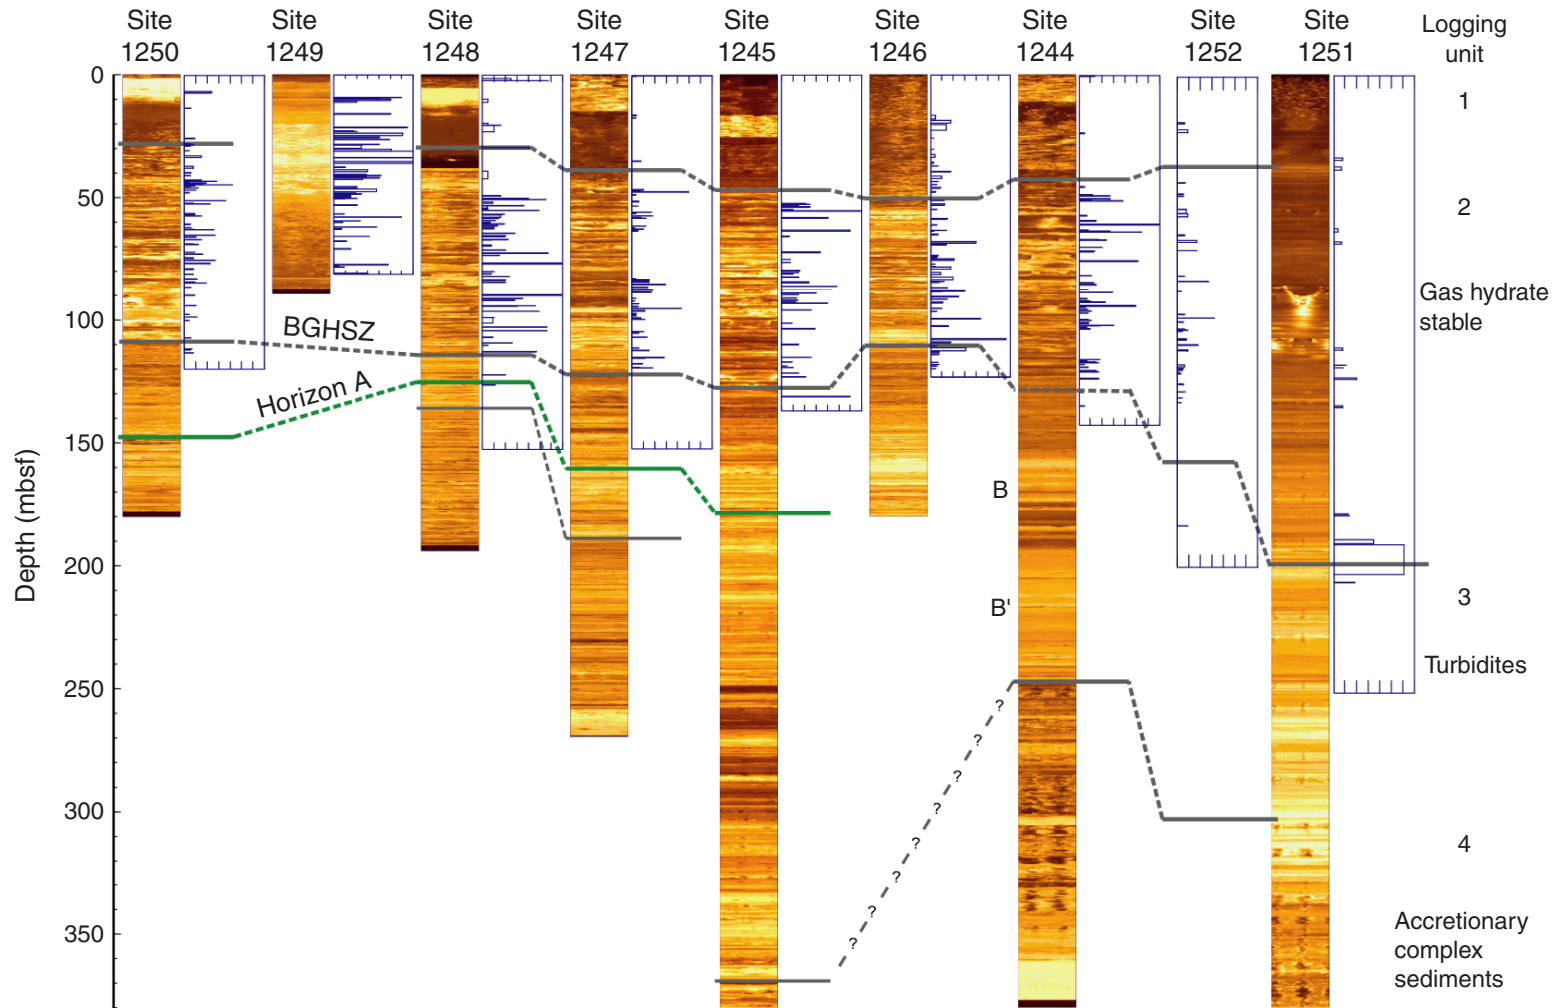 Site 1250
Site 1249
Site 1248
Site 1247
Site 1245
Site 1246
Site 1244
Site 1252
Site 1251
Logging unit
0
50
100
150
200
250
300
350
Depth (mbsf)
BGHSZ
Horizon A
B
B'
? ? ? ? ? ? ? ?
1
2
Gas hydrate
stable
3
Turbidites
4
Accretionary
complex
sediments